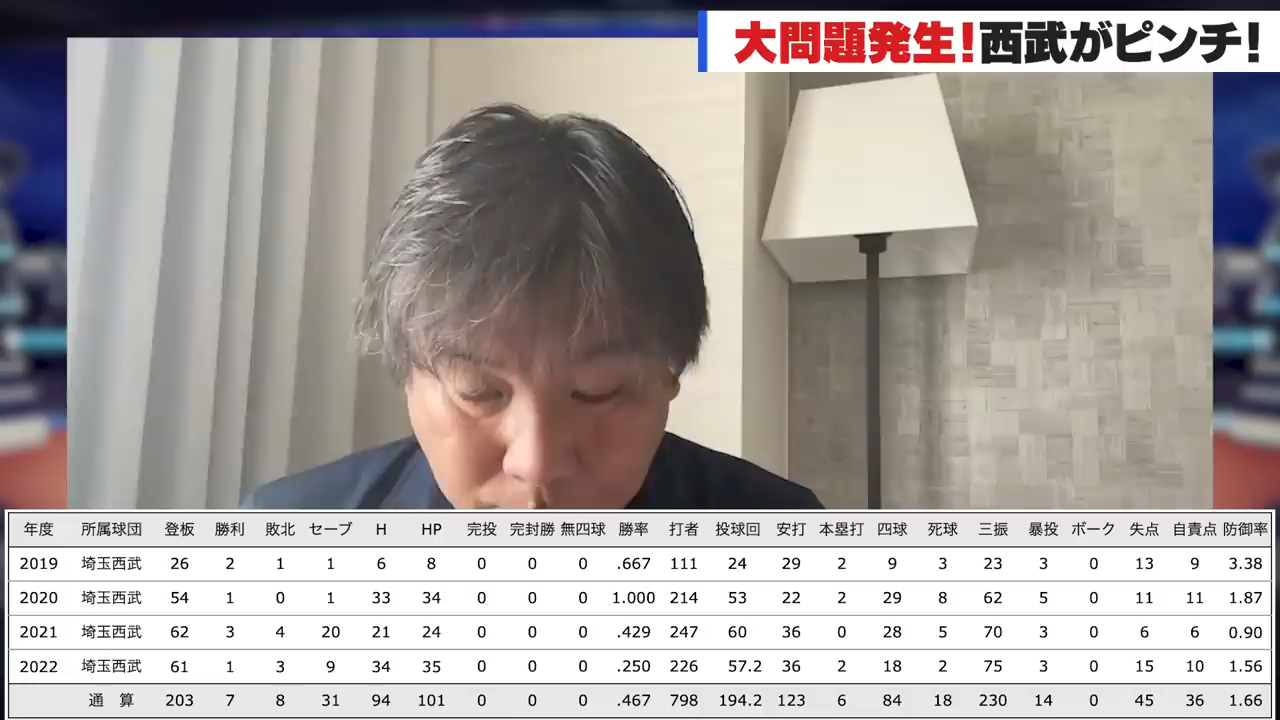 大問題発生！西武がピンチ！
年度 所属球団 登板 勝利 敗北 セーブ H HP 完投 完封勝 無四球 勝率 打者 投球回 安打 本塁打 四球 死球 三振 暴投 ボーク 失点 自責点 防御率
2019 埼玉西武 26 2 1 1 6 8 0 0 0 .667 111 24 29 2 9 3 23 3 0 13 9 3.38
2020 埼玉西武 54 1 0 1 33 34 0 0 0 1.000 214 53 22 2 29 8 62 5 0 11 11 1.87
2021 埼玉西武 62 3 4 20 21 24 0 0 0 .429 247 60 36 0 28 5 70 3 0 6 6 0.90
2022 埼玉西武 61 1 3 9 34 35 0 0 0 .250 226 57.2 36 2 18 2 75 3 0 15 10 1.56
通　算 203 7 8 31 94 101 0 0 0 .467 798 194.2 123 6 84 18 230 14 0 45 36 1.66